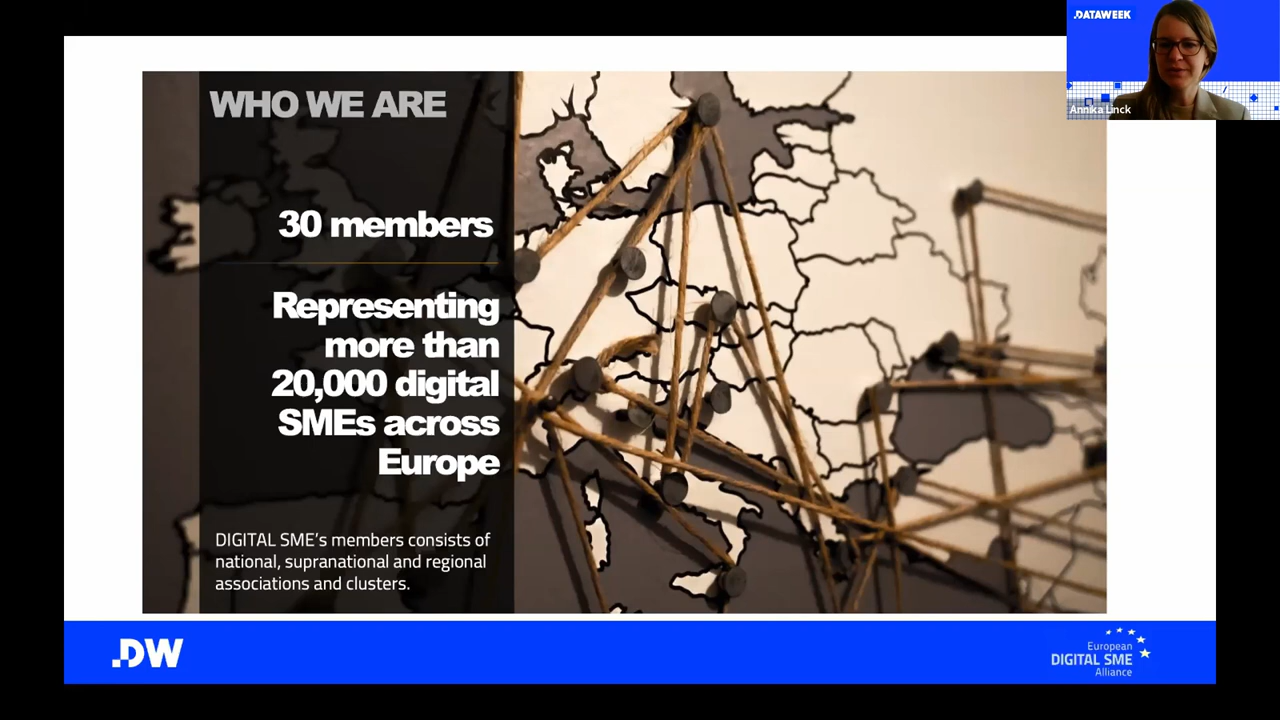 .DATAWEEK
Annika Linck
WHO WE ARE
30 members
Representing
more than
20,000 digital
SMEs across
Europe
DIGITAL SME's members consists of
national, supranational and regional
associations and clusters.
.DW
European
DIGITAL SME
Alliance